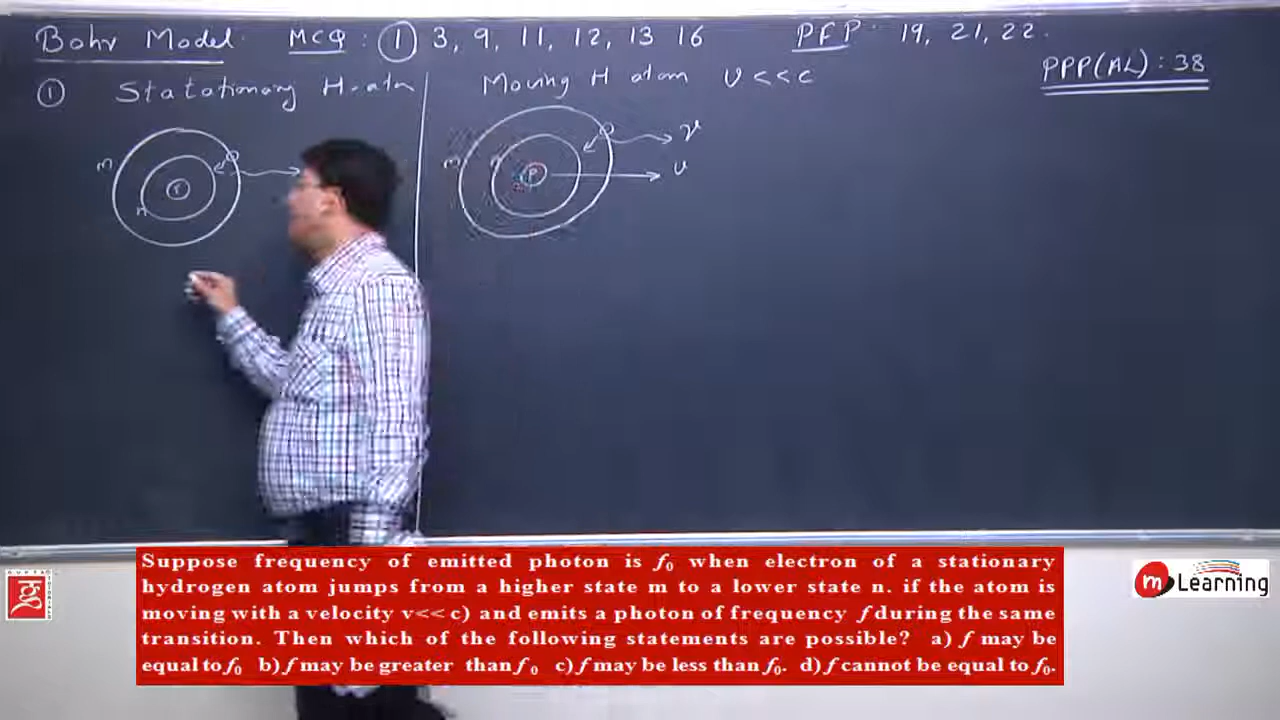 Bohr Model. MCQ : ① 3, 9, 11, 12, 13 16 PFP : 19, 21, 22.
PPP(AL) : 38
① Statationary H-atom
Moving H atom v << c
m
n
P
m
n
P
v
Suppose frequency of emitted photon is f₀ when electron of a stationary
hydrogen atom jumps from a higher state m to a lower state n. if the atom is
moving with a velocity v<< c) and emits a photon of frequency f during the same
transition. Then which of the following statements are possible? a) f may be
equal to f₀ b) f may be greater than f₀ c) f may be less than f₀. d) f cannot be equal to f₀.
GUPTA
TUTORIALS
m Learning